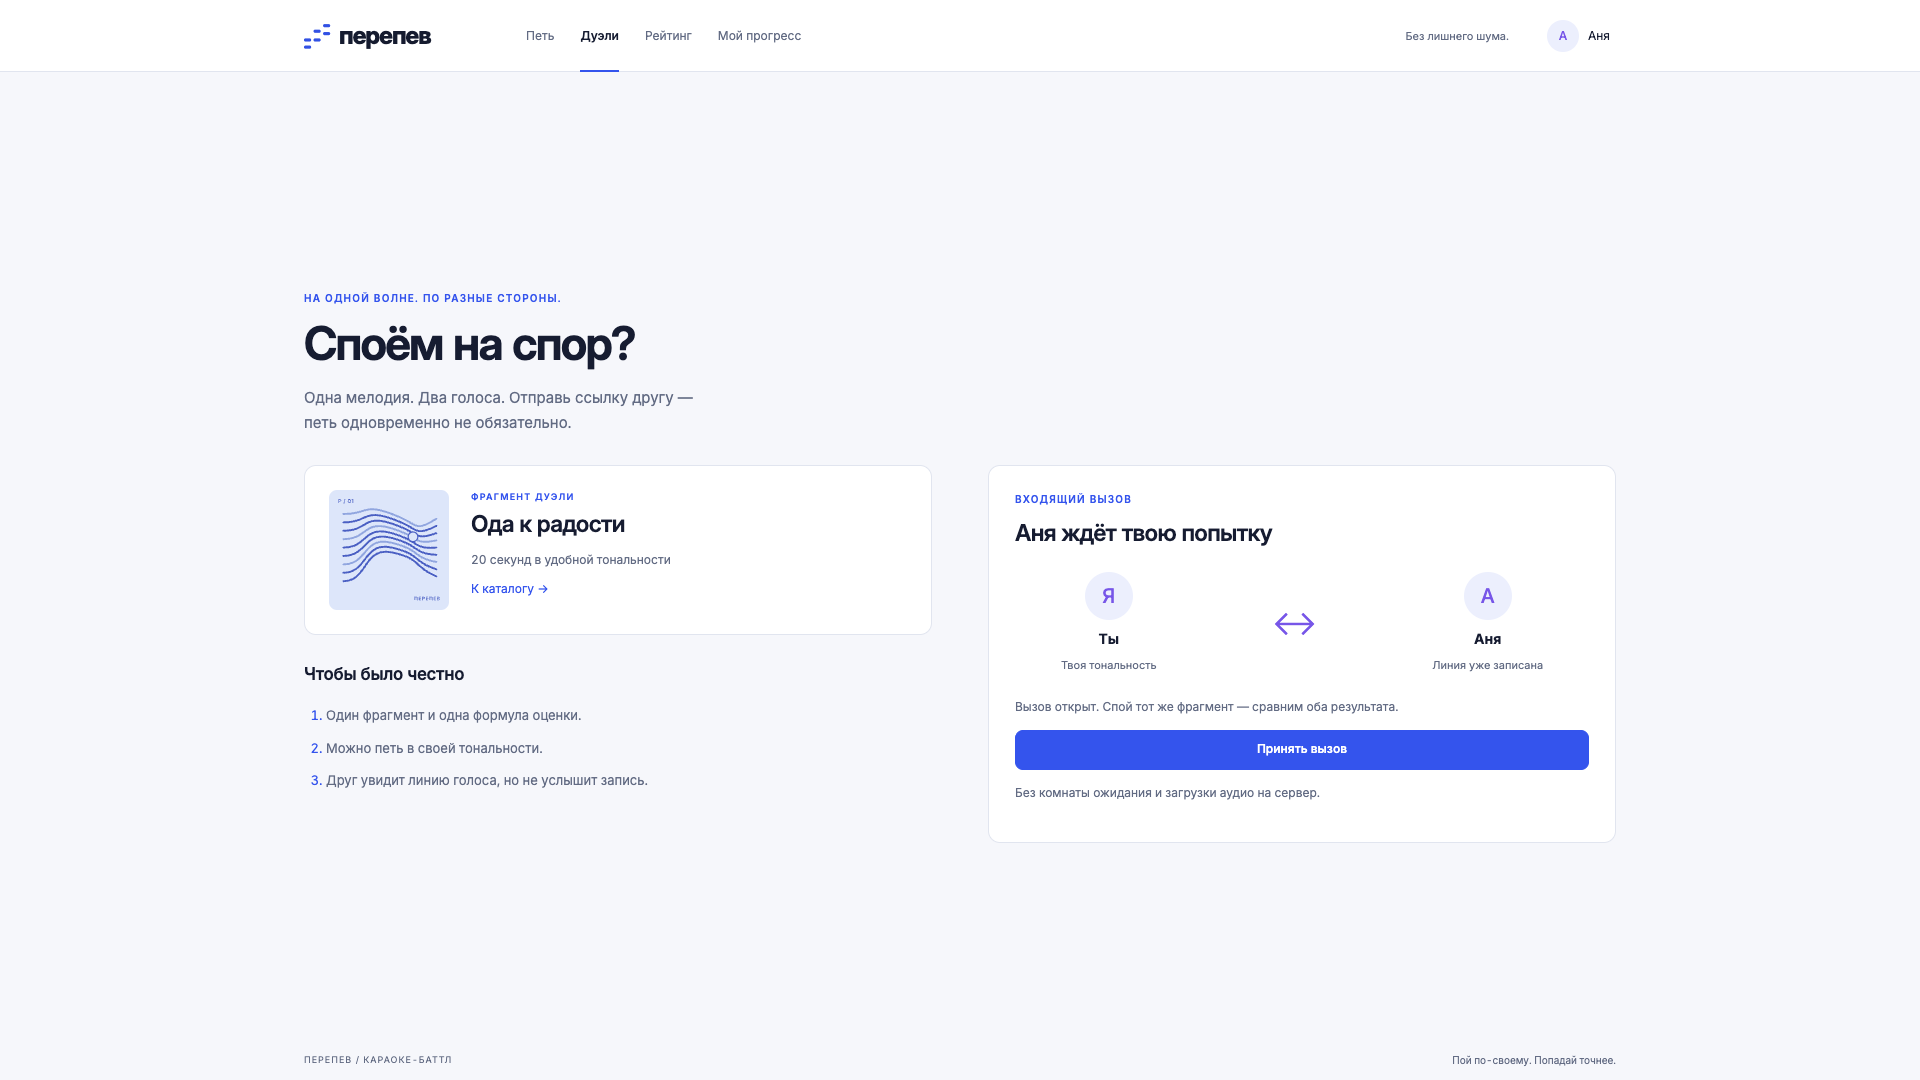 перепев
Петь
Дуэли
Рейтинг
Мой прогресс
Без лишнего шума.
А
Аня
НА ОДНОЙ ВОЛНЕ. ПО РАЗНЫЕ СТОРОНЫ.
Споём на спор?
Одна мелодия. Два голоса. Отправь ссылку другу —
петь одновременно не обязательно.
P / 01
ПЕРЕПЕВ
ФРАГМЕНТ ДУЭЛИ
Ода к радости
20 секунд в удобной тональности
К каталогу →
Чтобы было честно
1. Один фрагмент и одна формула оценки.
2. Можно петь в своей тональности.
3. Друг увидит линию голоса, но не услышит запись.
ВХОДЯЩИЙ ВЫЗОВ
Аня ждёт твою попытку
Я
Ты
Твоя тональность
А
Аня
Линия уже записана
Вызов открыт. Спой тот же фрагмент — сравним оба результата.
Принять вызов
Без комнаты ожидания и загрузки аудио на сервер.
ПЕРЕПЕВ / КАРАОКЕ-БАТТЛ
Пой по-своему. Попадай точнее.